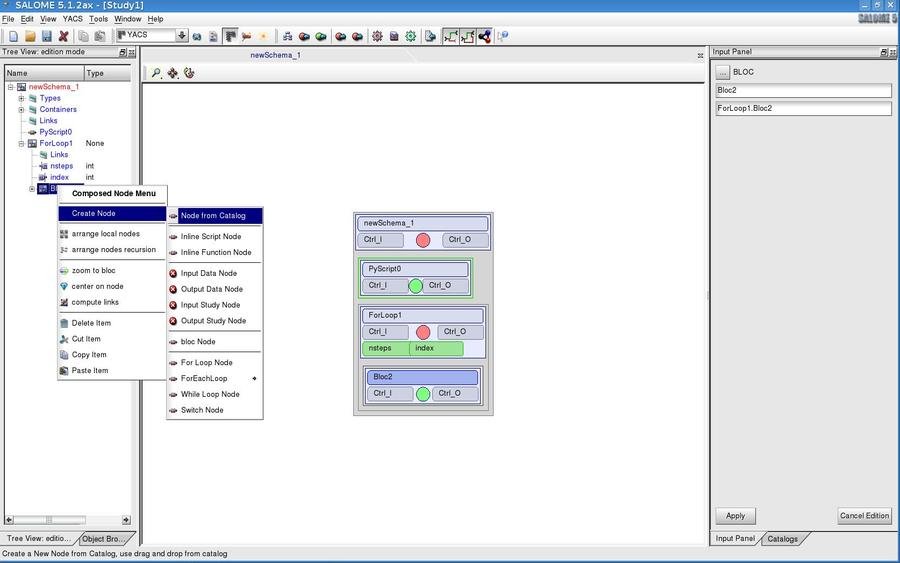 SALOME 5.1.2ax - [Study1]
File Edit View YACS Tools Window Help
SALOME 5
YACS
Tree View: edition mode
newSchema_1
Input Panel
Name Type
newSchema_1
Types
Containers
Links
PyScript0
ForLoop1 None
Links
nsteps int
index int
Composed Node Menu
Create Node
arrange local nodes
arrange nodes recursion
zoom to bloc
center on node
compute links
Delete Item
Cut Item
Copy Item
Paste Item
Node from Catalog
Inline Script Node
Inline Function Node
Input Data Node
Output Data Node
Input Study Node
Output Study Node
bloc Node
For Loop Node
ForEachLoop
While Loop Node
Switch Node
newSchema_1
Ctrl_I Ctrl_O
PyScript0
Ctrl_I Ctrl_O
ForLoop1
Ctrl_I Ctrl_O
nsteps index
Bloc2
Ctrl_I Ctrl_O
... BLOC
Bloc2
ForLoop1.Bloc2
Apply Cancel Edition
Tree View: editio... Object Bro...
Input Panel Catalogs
Create a New Node from Catalog, use drag and drop from catalog